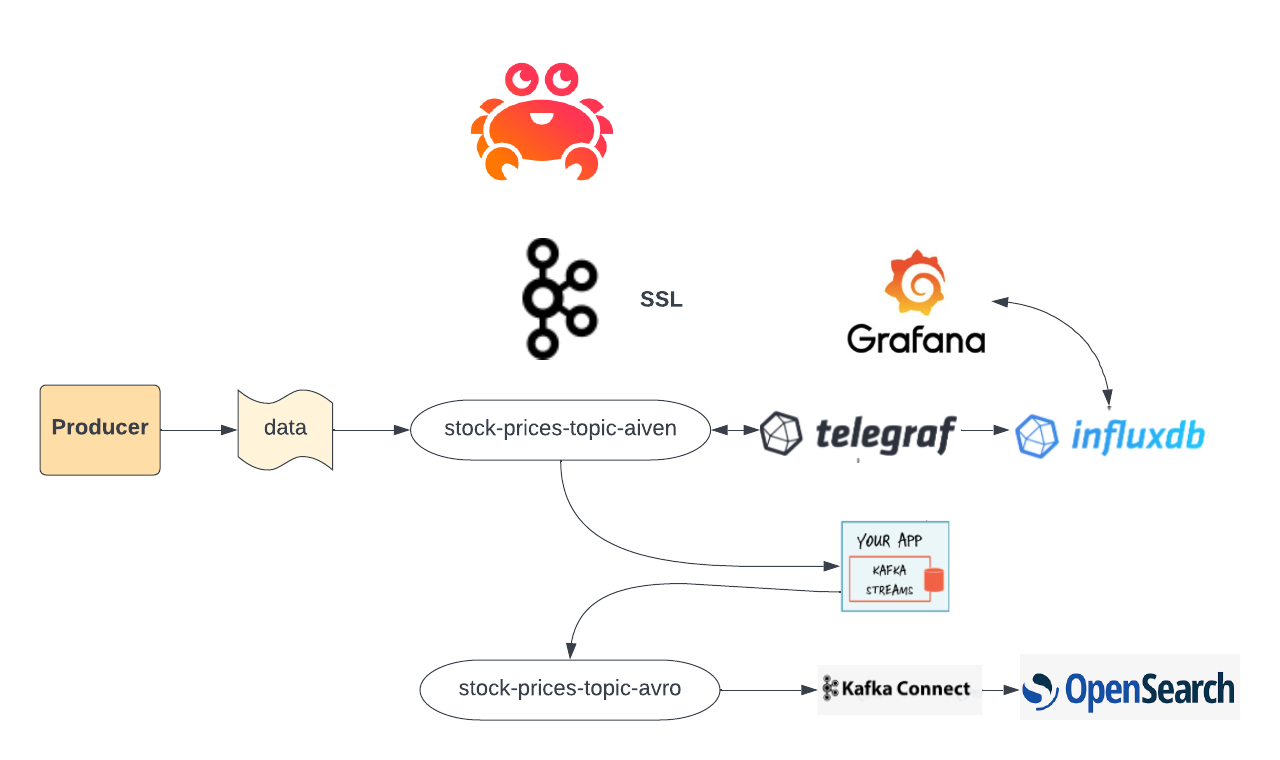 SSL
Grafana
Producer
data
stock-prices-topic-aiven
telegraf
influxdb
YOUR APP
KAFKA
STREAMS
stock-prices-topic-avro
Kafka Connect
OpenSearch